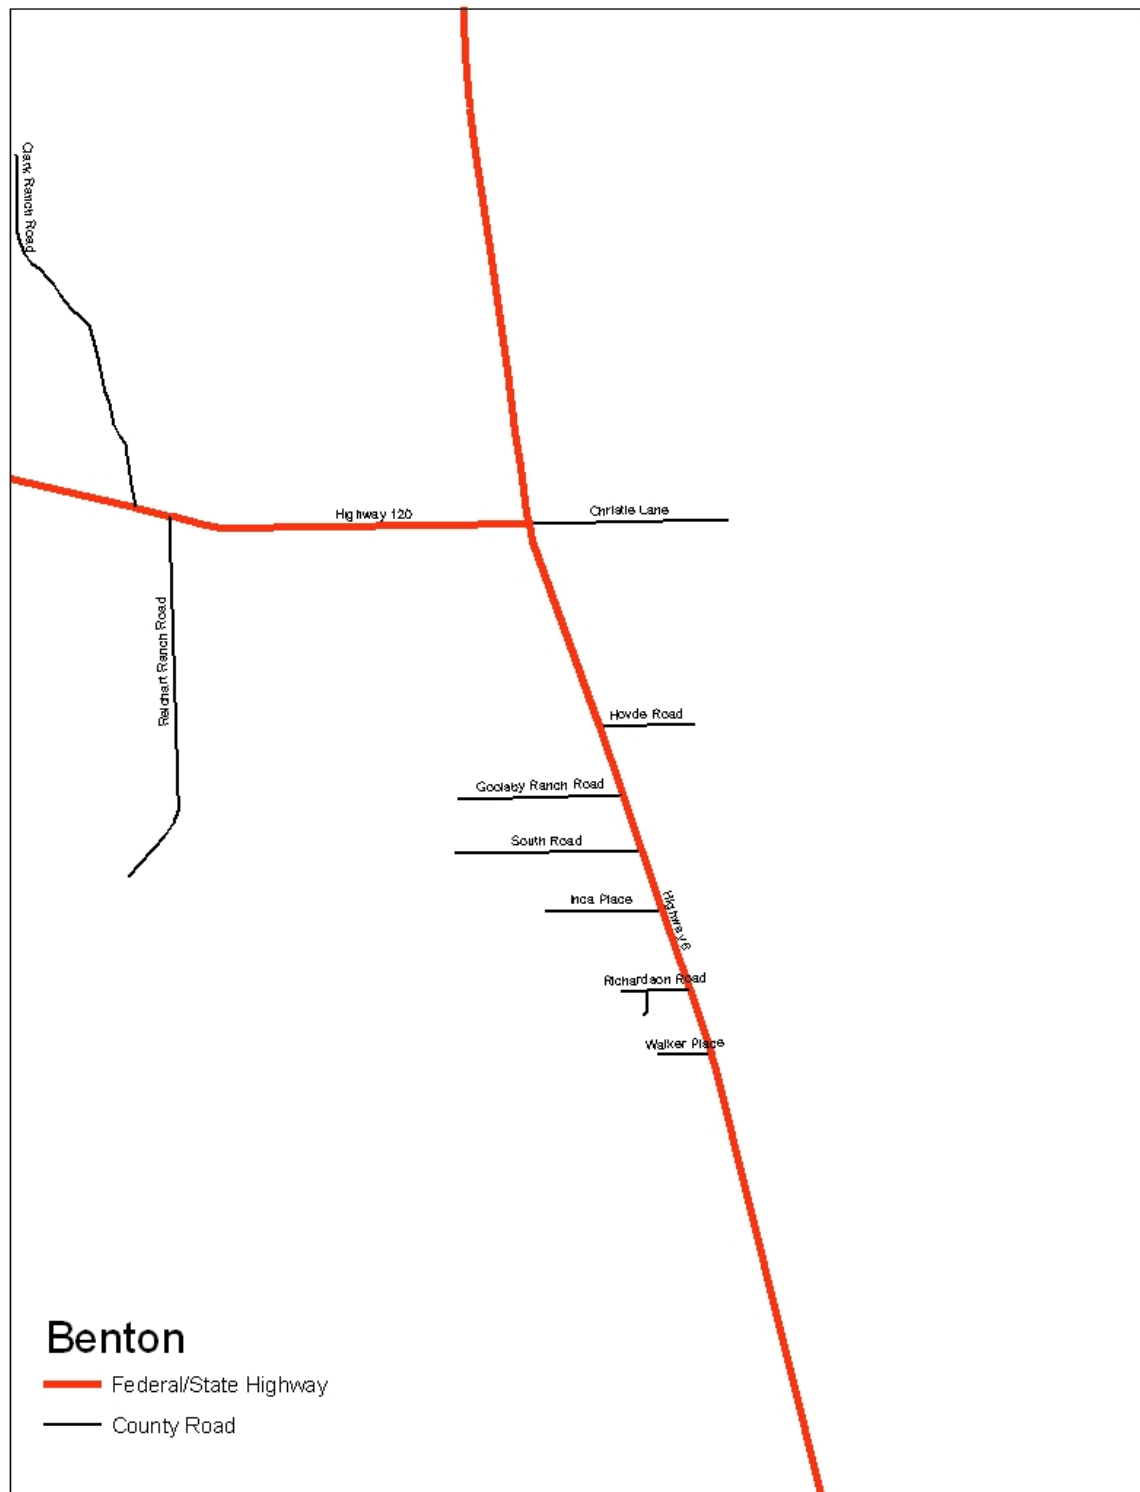 Clark Ranch Road
Highway 120
Christie Lane
Reichart Ranch Road
Hovde Road
Goolsby Ranch Road
South Road
Inca Place
Highway 6
Richardson Road
Walker Place
Benton
Federal/State Highway
County Road